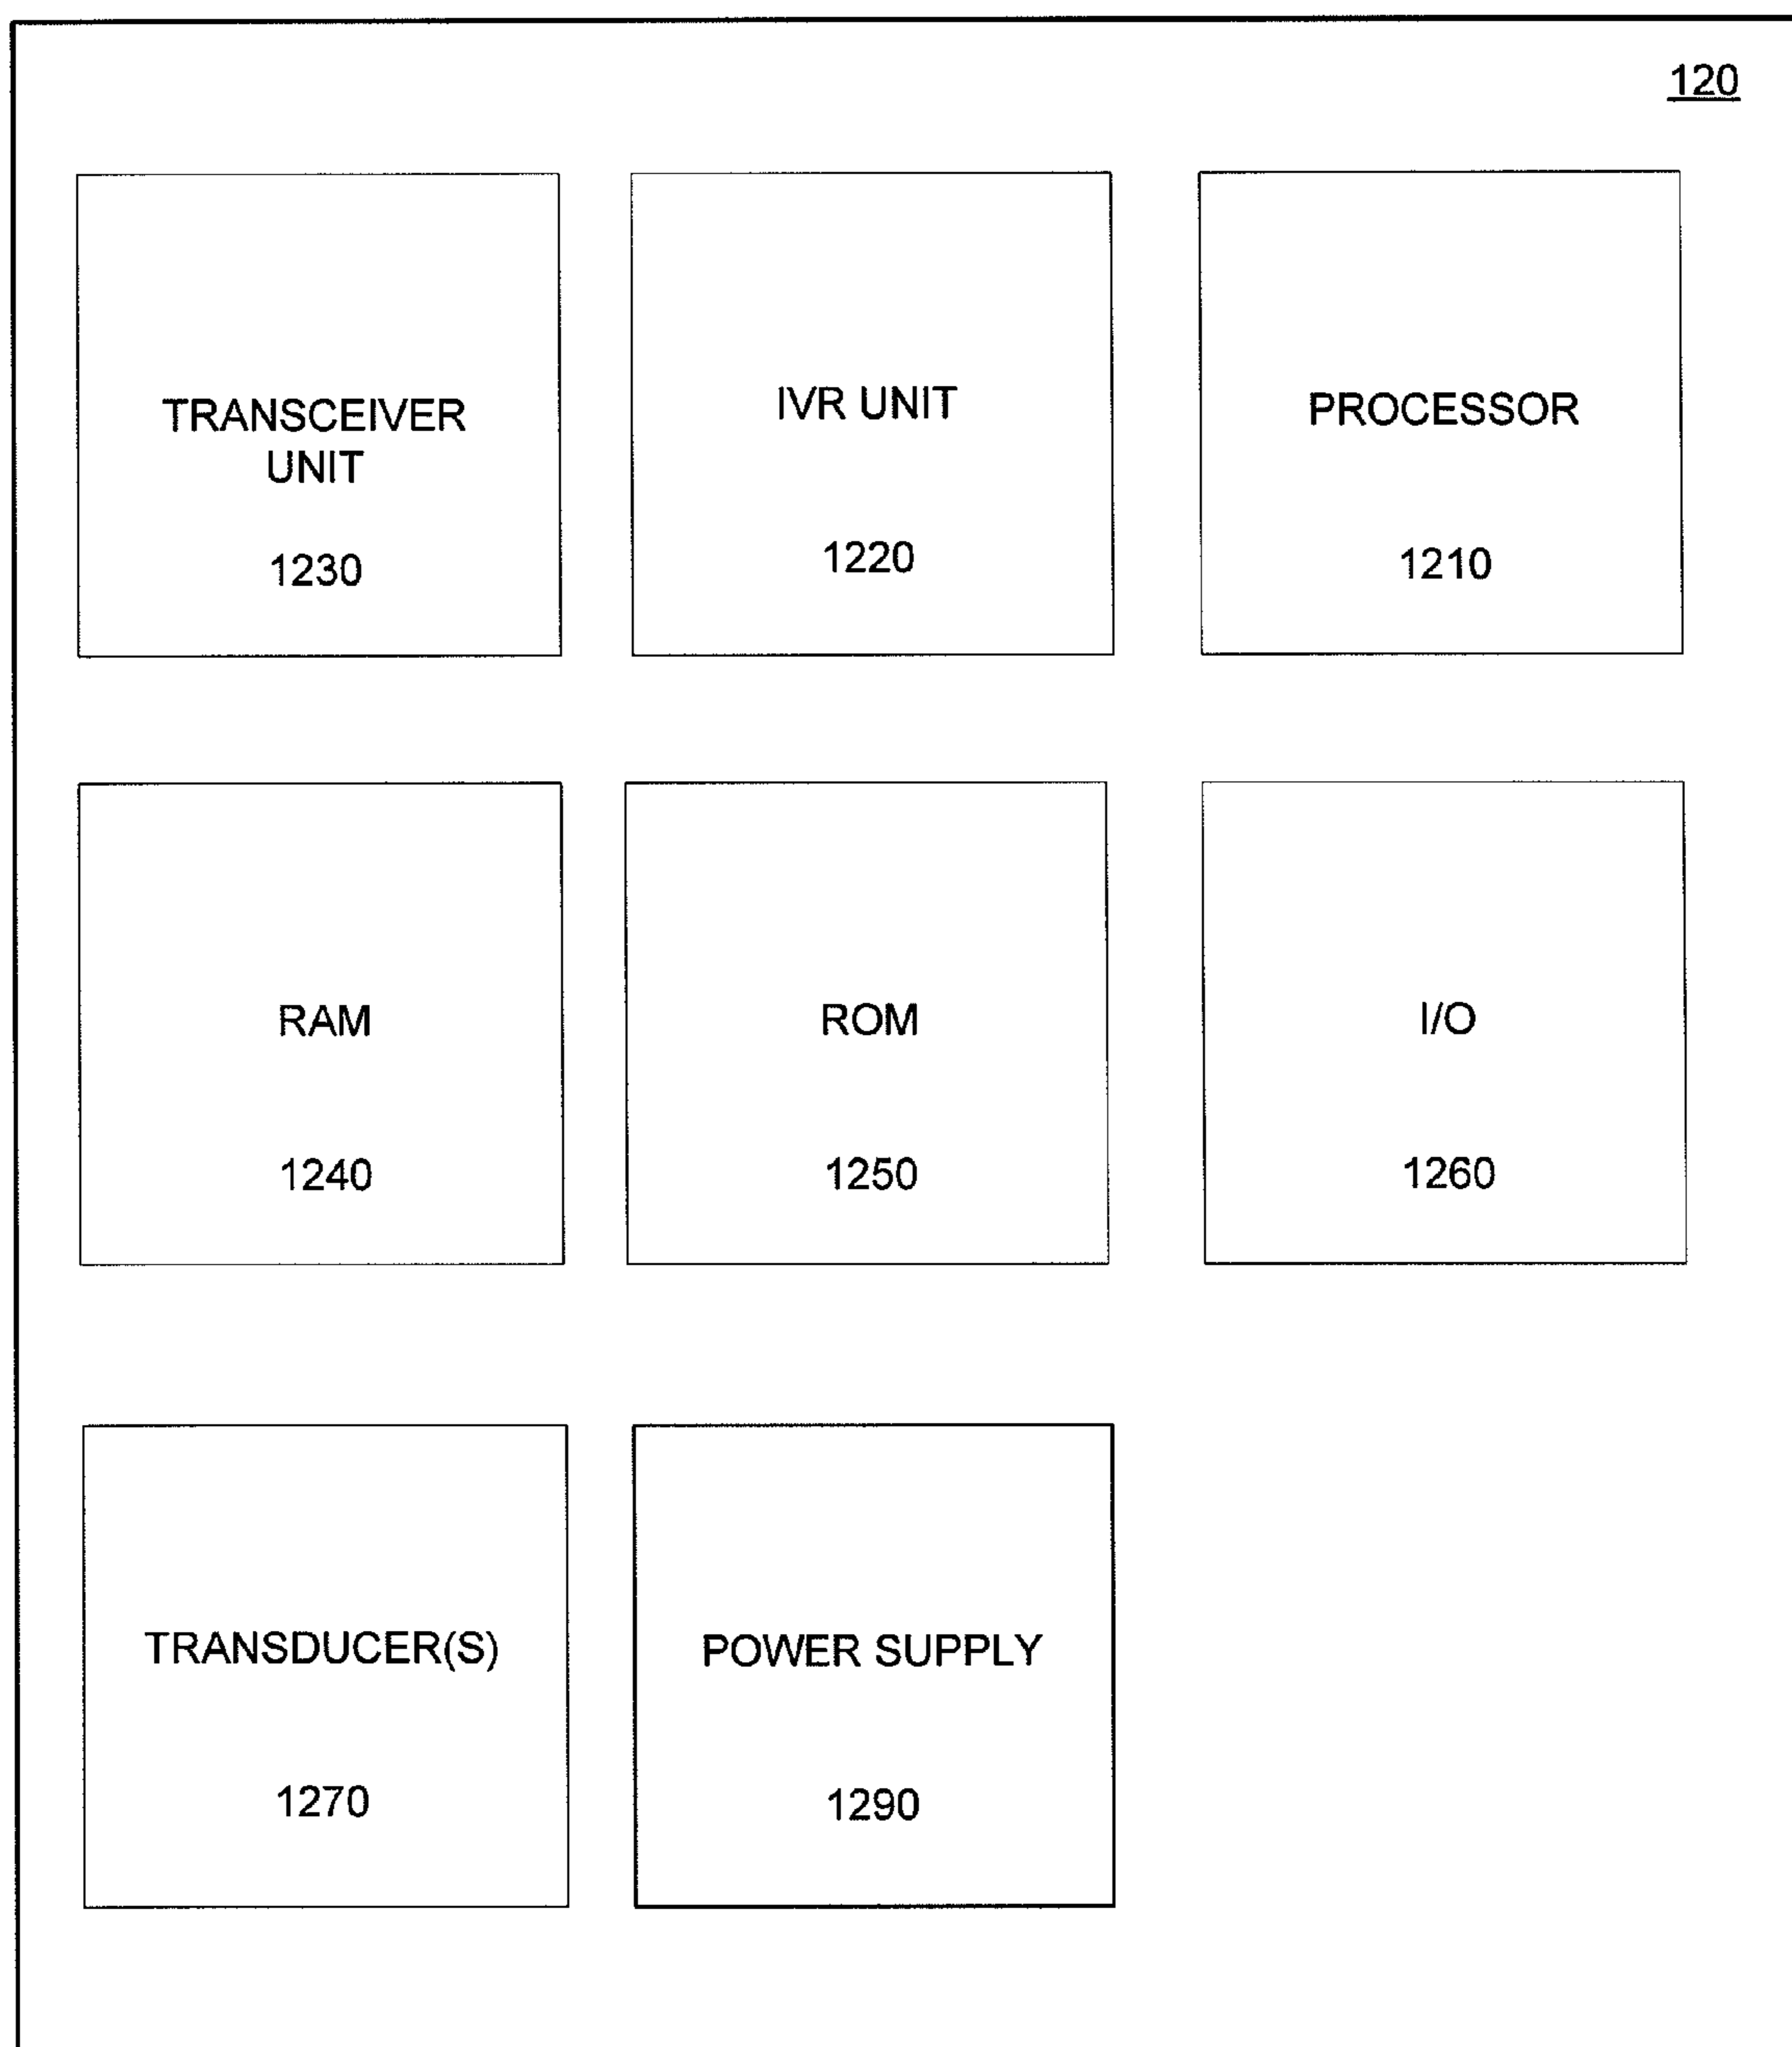 120
TRANSCEIVER
UNIT
1230
IVR UNIT
1220
PROCESSOR
1210
RAM
1240
ROM
1250
I/O
1260
TRANSDUCER(S)
1270
POWER SUPPLY
1290